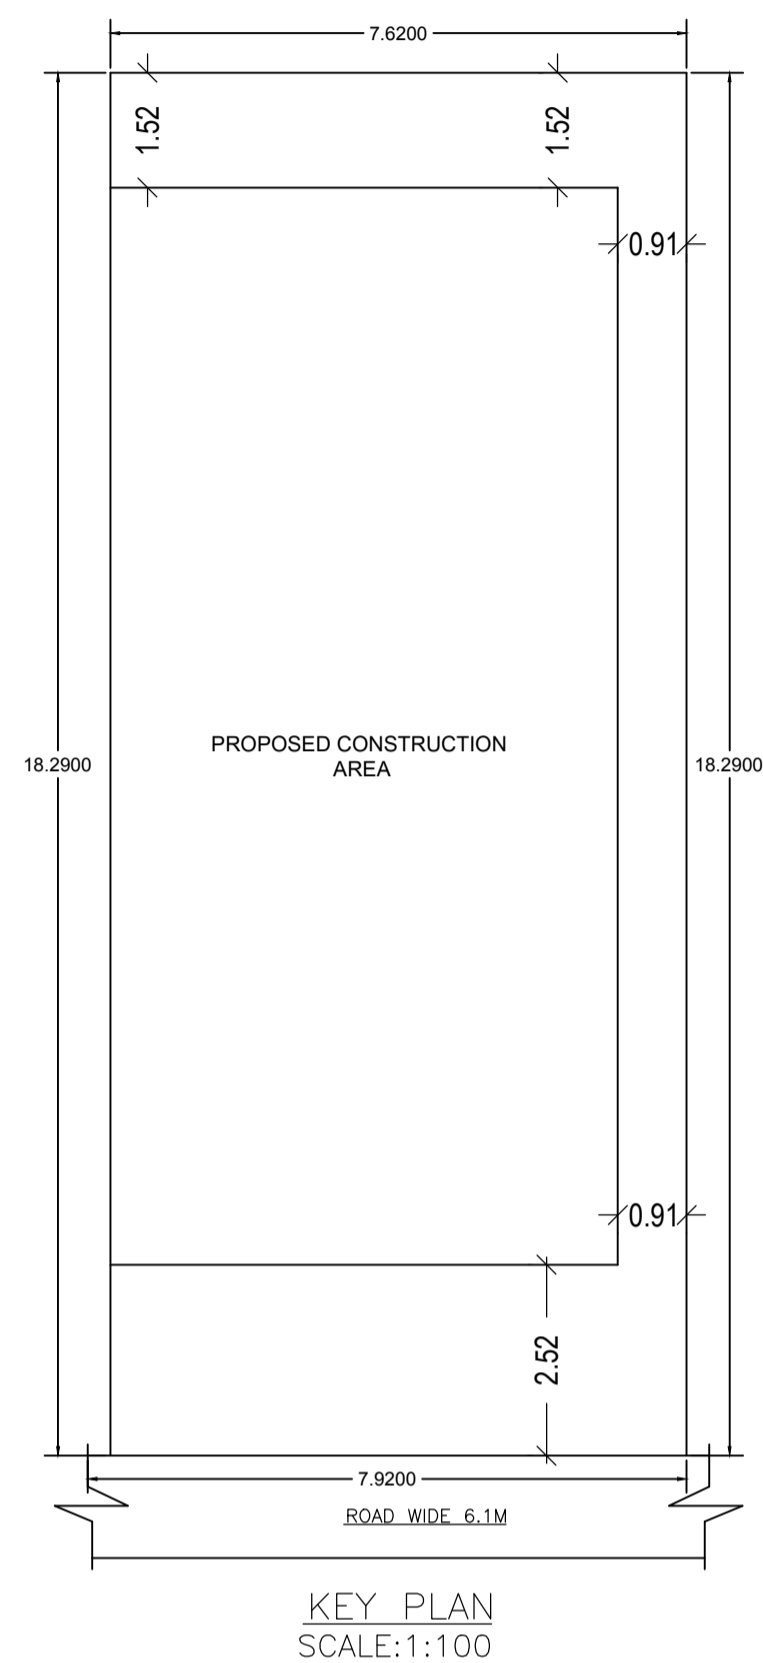 7.6200
1.52
1.52
0.91
PROPOSED CONSTRUCTION
AREA
18.2900
18.2900
0.91
2.52
7.9200
ROAD WIDE 6.1M
KEY PLAN
SCALE:1:100